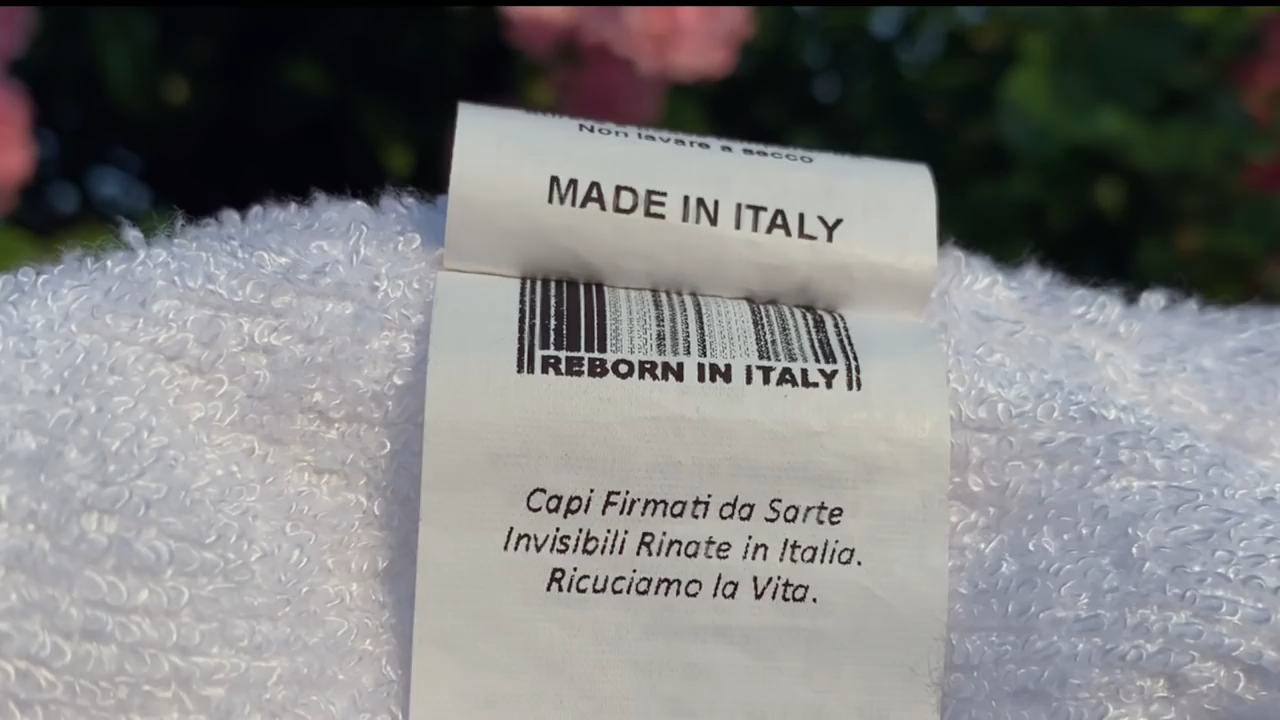 Non lavare a secco
MADE IN ITALY
REBORN IN ITALY
Capi Firmati da Sarte
Invisibili Rinate in Italia.
Ricuciamo la Vita.